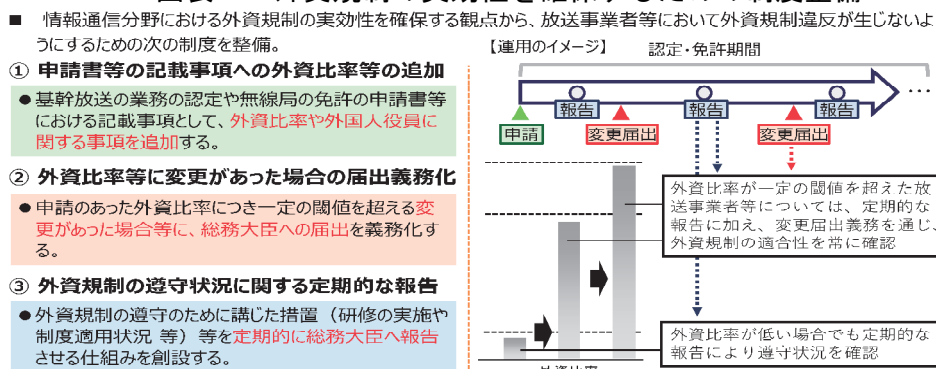 ■ 情報通信分野における外資規制の実効性を確保する観点から、放送事業者等において外資規制違反が生じないよ
うにするための次の制度を整備。
① 申請書等の記載事項への外資比率等の追加
●基幹放送の業務の認定や無線局の免許の申請書等
における記載事項として、外資比率や外国人役員に
関する事項を追加する。
② 外資比率等に変更があった場合の届出義務化
●申請のあった外資比率につき一定の閾値を超える変
更があった場合等に、総務大臣への届出を義務化す
る。
③ 外資規制の遵守状況に関する定期的な報告
●外資規制の遵守のために講じた措置（研修の実施や
制度適用状況 等）等を定期的に総務大臣へ報告
させる仕組みを創設する。
【運用のイメージ】
認定・免許期間
…
報告
報告
報告
申請
変更届出
変更届出
外資比率が一定の閾値を超えた放
送事業者等については、定期的な
報告に加え、変更届出義務を通じ、
外資規制の適合性を常に確認
外資比率が低い場合でも定期的な
報告により遵守状況を確認